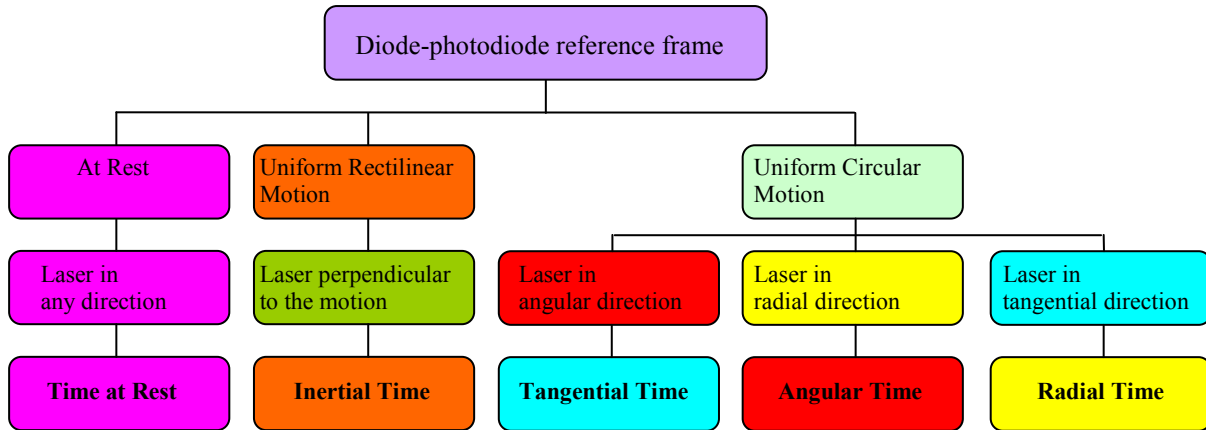 Diode-photodiode reference frame
At Rest
Uniform Rectilinear
Motion
Uniform Circular
Motion
Laser in
any direction
Laser perpendicular
to the motion
Laser in
angular direction
Laser in
radial direction
Laser in
tangential direction
Time at Rest
Inertial Time
Tangential Time
Angular Time
Radial Time